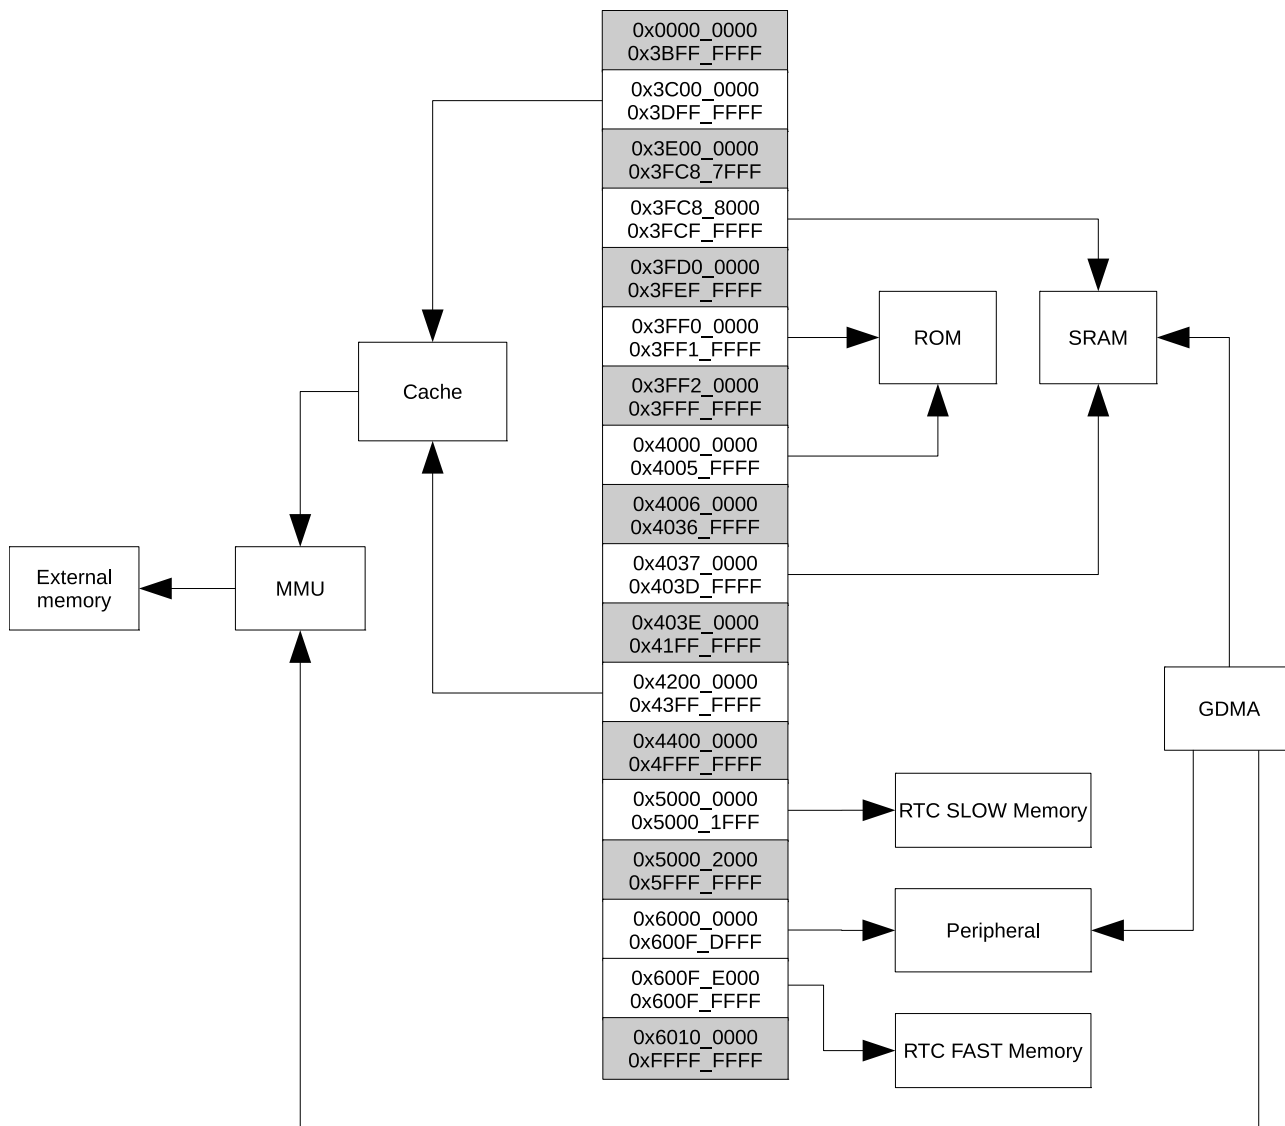 0x0000_0000
0x3BFF_FFFF
0x3C00_0000
0x3DFF_FFFF
0x3E00_0000
0x3FC8_7FFF
0x3FC8_8000
0x3FCF_FFFF
0x3FD0_0000
0x3FEF_FFFF
0x3FF0_0000
0x3FF1_FFFF
0x3FF2_0000
0x3FFF_FFFF
0x4000_0000
0x4005_FFFF
0x4006_0000
0x4036_FFFF
0x4037_0000
0x403D_FFFF
0x403E_0000
0x41FF_FFFF
0x4200_0000
0x43FF_FFFF
0x4400_0000
0x4FFF_FFFF
0x5000_0000
0x5000_1FFF
0x5000_2000
0x5FFF_FFFF
0x6000_0000
0x600F_DFFF
0x600F_E000
0x600F_FFFF
0x6010_0000
0xFFFF_FFFF
Cache
MMU
External
memory
ROM
SRAM
GDMA
RTC SLOW Memory
Peripheral
RTC FAST Memory